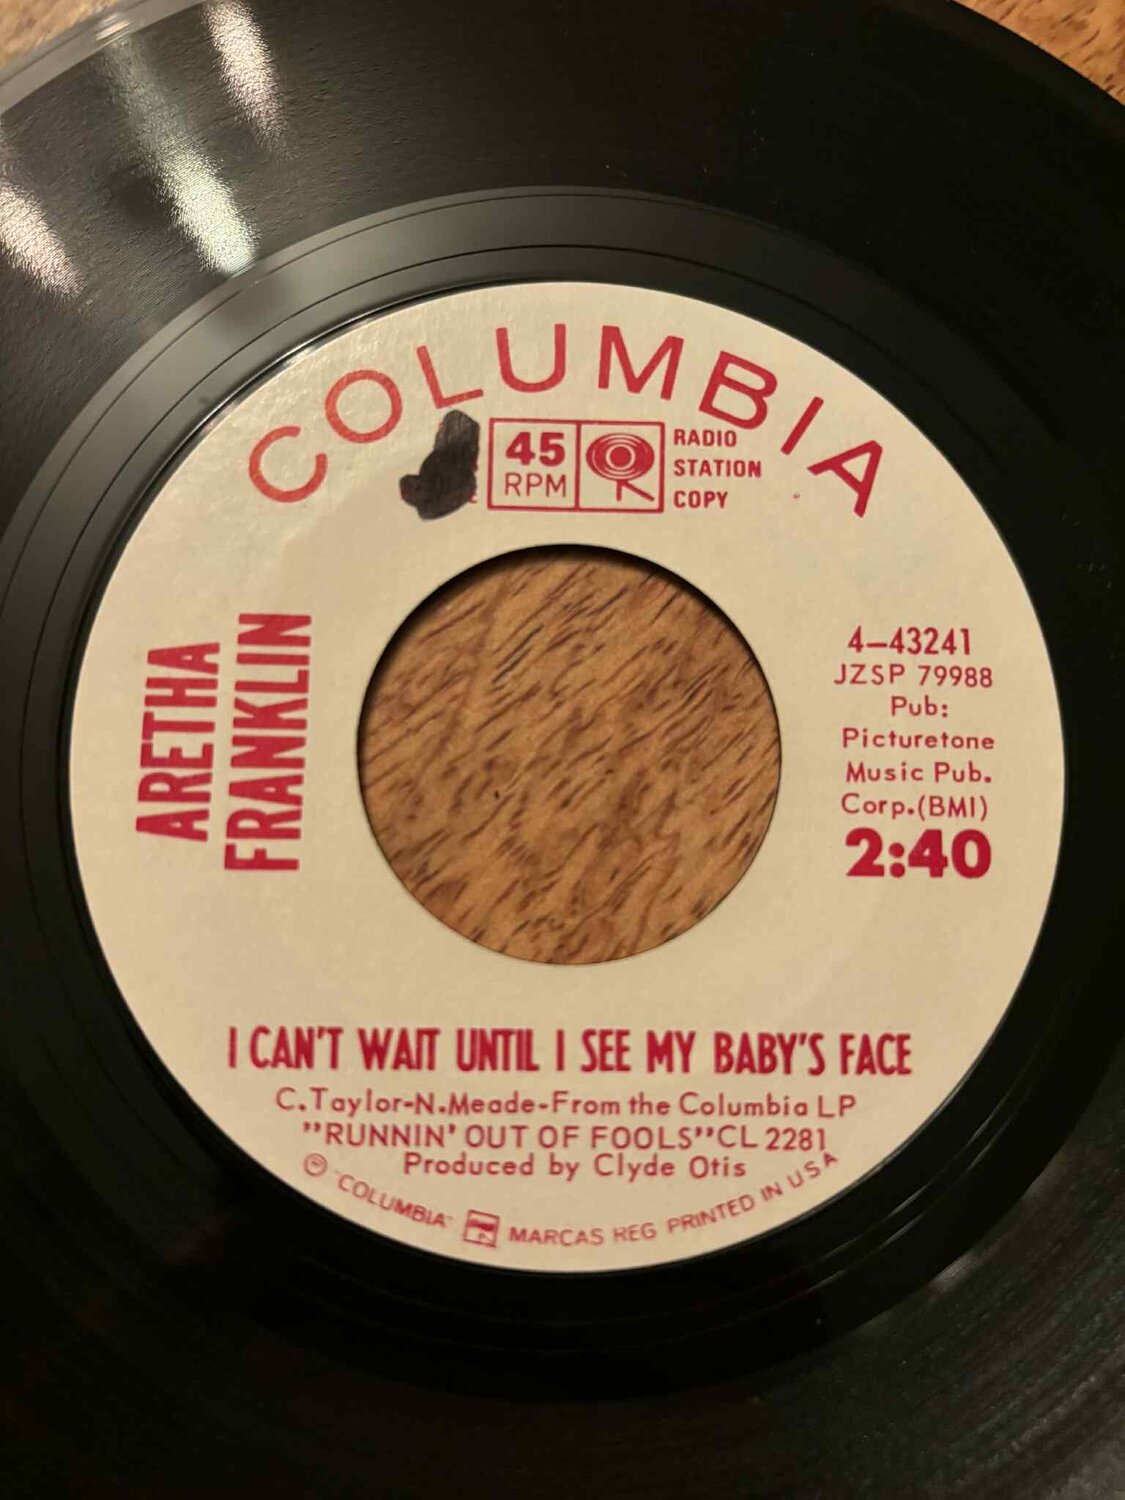 COLUMBIA
45
RPM
RADIO
STATION
COPY
ARETHA
FRANKLIN
4–43241
JZSP 79988
Pub:
Picturetone
Music Pub.
Corp.(BMI)
2:40
I CAN'T WAIT UNTIL I SEE MY BABY'S FACE
C.Taylor-N.Meade-From the Columbia LP
"RUNNIN' OUT OF FOOLS" CL 2281
Produced by Clyde Otis
"COLUMBIA" MARCAS REG PRINTED IN USA